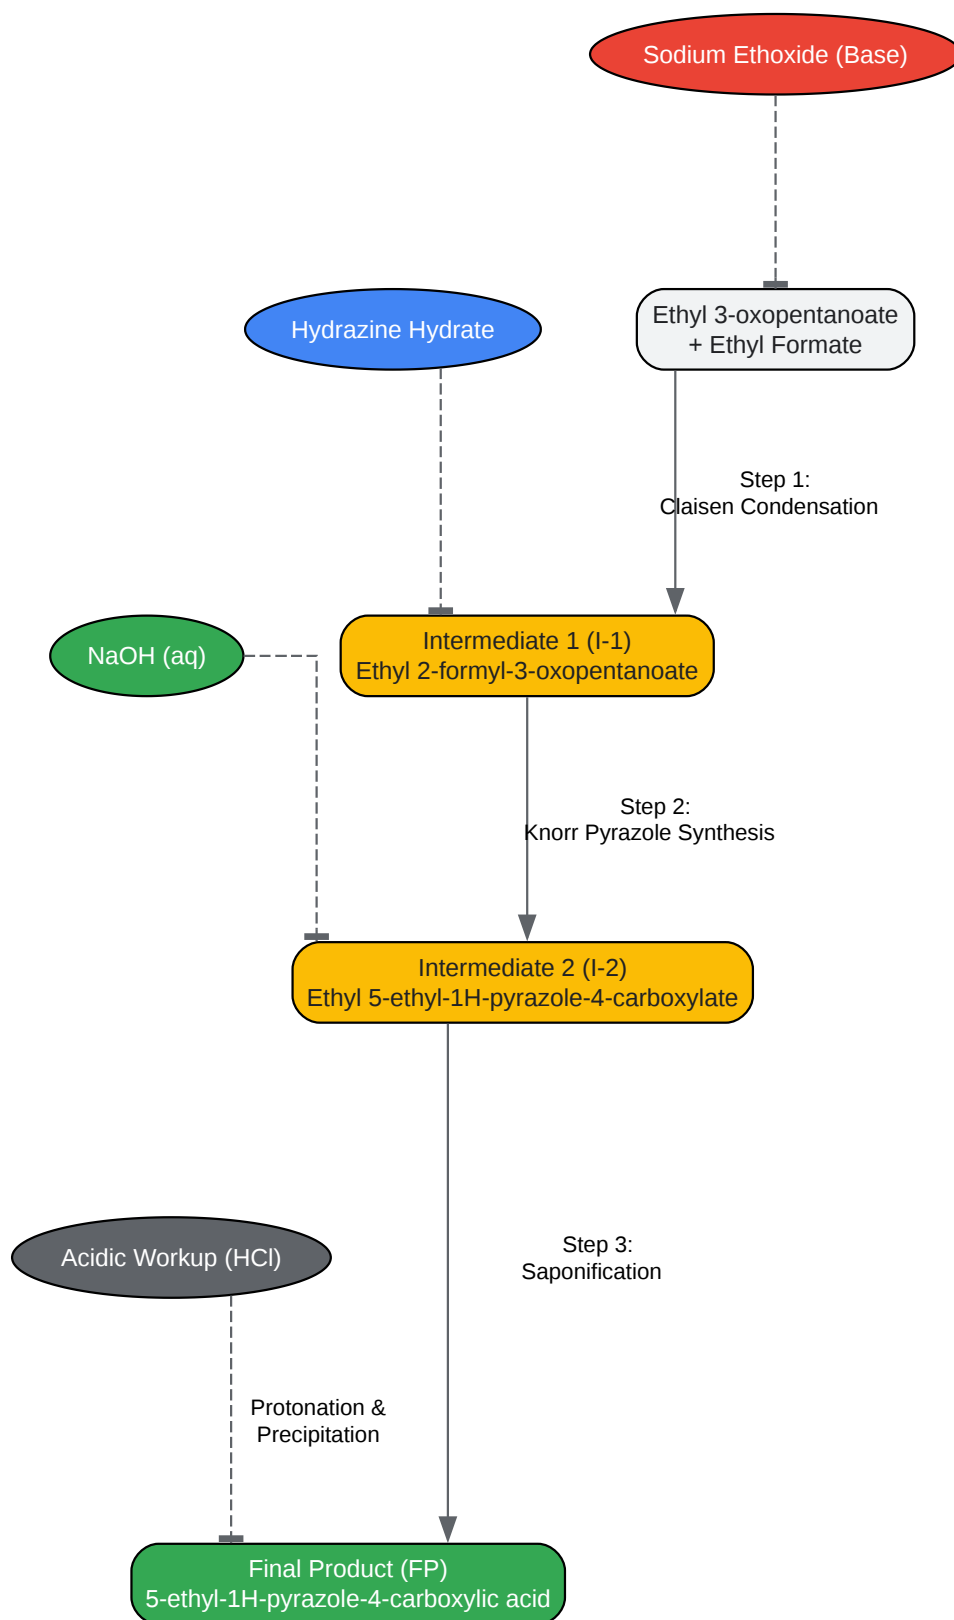 Sodium Ethoxide (Base)
Hydrazine Hydrate
Ethyl 3-oxopentanoate
+ Ethyl Formate
Step 1:
Claisen Condensation
NaOH (aq)
Intermediate 1 (I-1)
Ethyl 2-formyl-3-oxopentanoate
Step 2:
Knorr Pyrazole Synthesis
Intermediate 2 (I-2)
Ethyl 5-ethyl-1H-pyrazole-4-carboxylate
Acidic Workup (HCl)
Step 3:
Saponification
Protonation &
Precipitation
Final Product (FP)
5-ethyl-1H-pyrazole-4-carboxylic acid